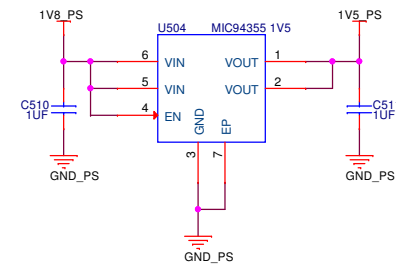 1V8_PS
U504 MIC94355 1V5
1V5_PS
6 VIN VOUT 1
5 VIN VOUT 2
4 EN
C510
1UF
C51
1UF
GND EP
3 7
GND_PS
GND_PS
GND_PS